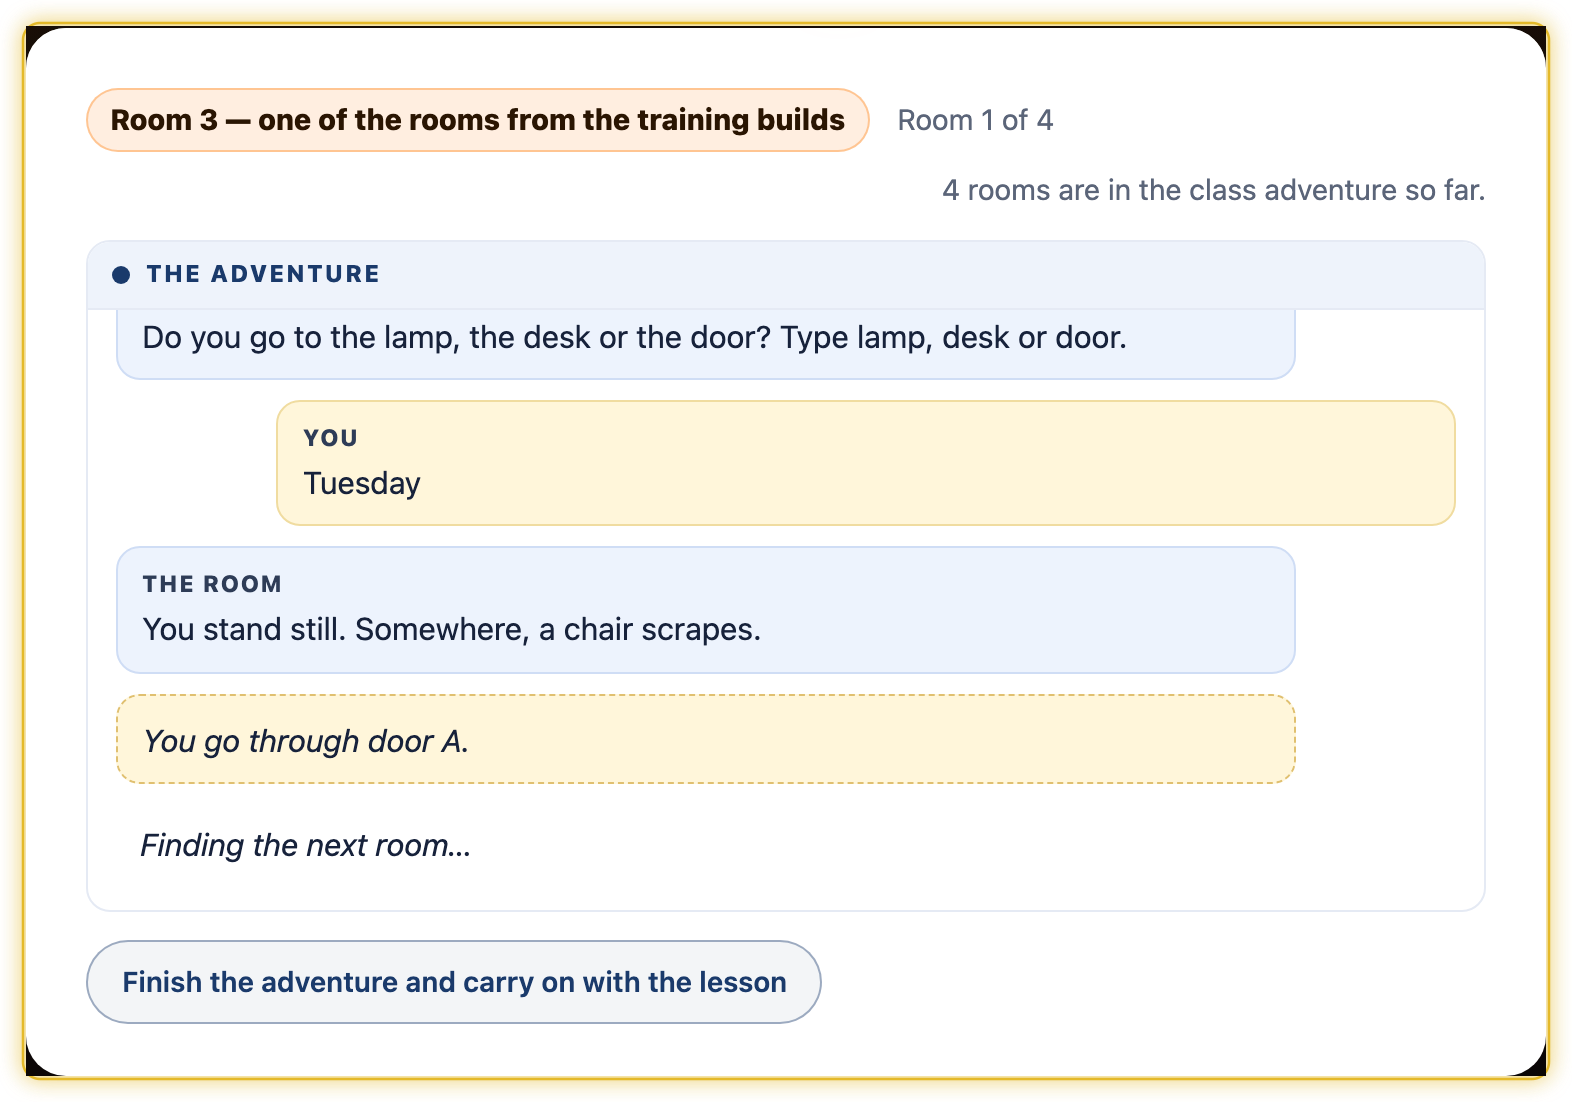 Room 3 — one of the rooms from the training builds
Room 1 of 4
4 rooms are in the class adventure so far.
THE ADVENTURE
Do you go to the lamp, the desk or the door? Type lamp, desk or door.
YOU
Tuesday
THE ROOM
You stand still. Somewhere, a chair scrapes.
You go through door A.
Finding the next room...
Finish the adventure and carry on with the lesson